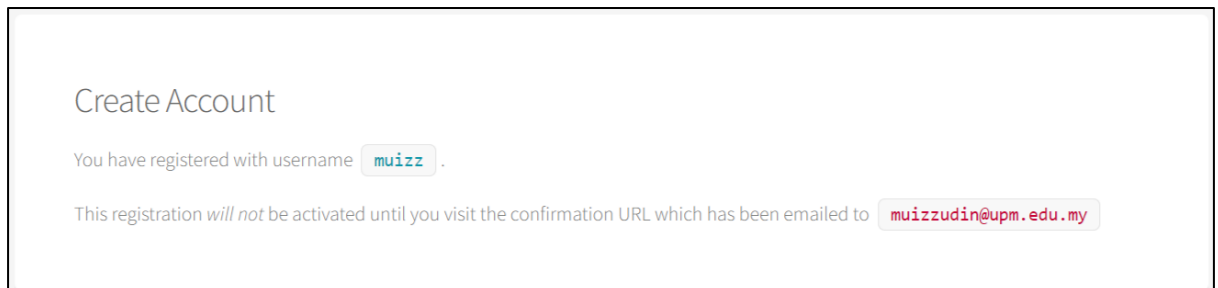 Create Account
You have registered with username muizz .
This registration will not be activated until you visit the confirmation URL which has been emailed to muizzudin@upm.edu.my